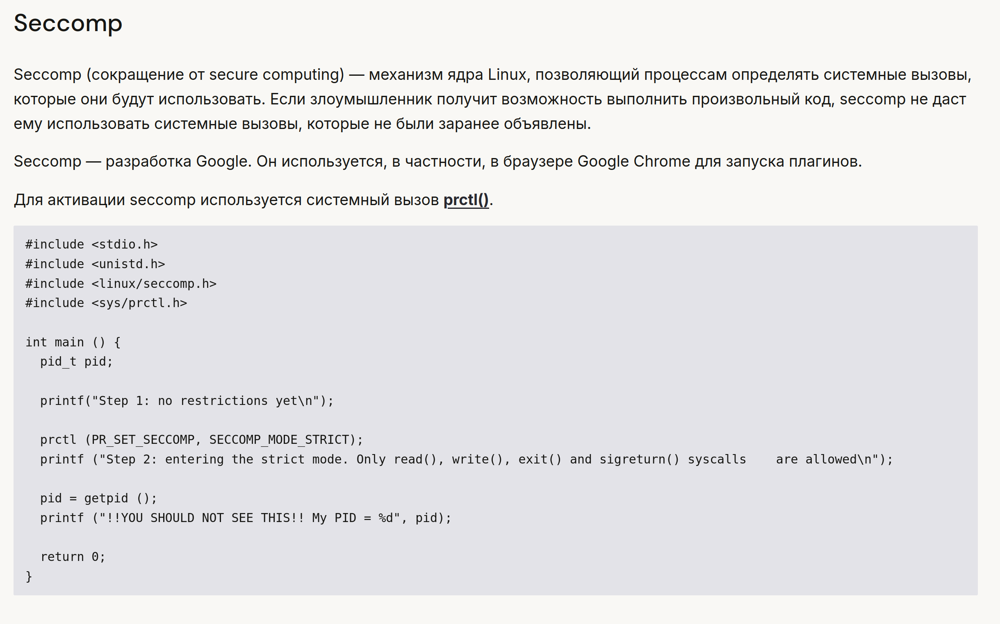 Seccomp
Seccomp (сокращение от secure computing) — механизм ядра Linux, позволяющий процессам определять системные вызовы,
которые они будут использовать. Если злоумышленник получит возможность выполнить произвольный код, seccomp не даст
ему использовать системные вызовы, которые не были заранее объявлены.
Seccomp — разработка Google. Он используется, в частности, в браузере Google Chrome для запуска плагинов.
Для активации seccomp используется системный вызов prctl().
#include <stdio.h>
#include <unistd.h>
#include <linux/seccomp.h>
#include <sys/prctl.h>
int main () {
  pid_t pid;
  printf("Step 1: no restrictions yet\n");
  prctl (PR_SET_SECCOMP, SECCOMP_MODE_STRICT);
  printf ("Step 2: entering the strict mode. Only read(), write(), exit() and sigreturn() syscalls    are allowed\n");
  pid = getpid ();
  printf ("!!YOU SHOULD NOT SEE THIS!! My PID = %d", pid);
  return 0;
}